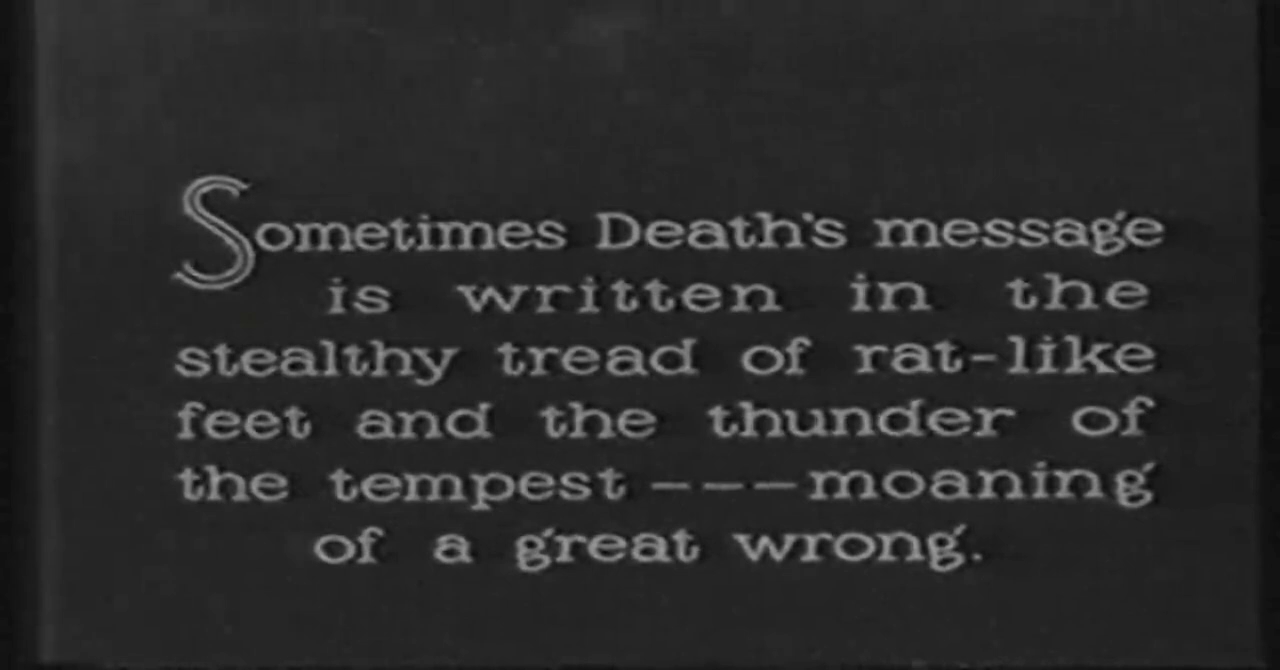 Sometimes Death's message
is written in the
stealthy tread of rat-like
feet and the thunder of
the tempest ---moaning
of a great wrong.